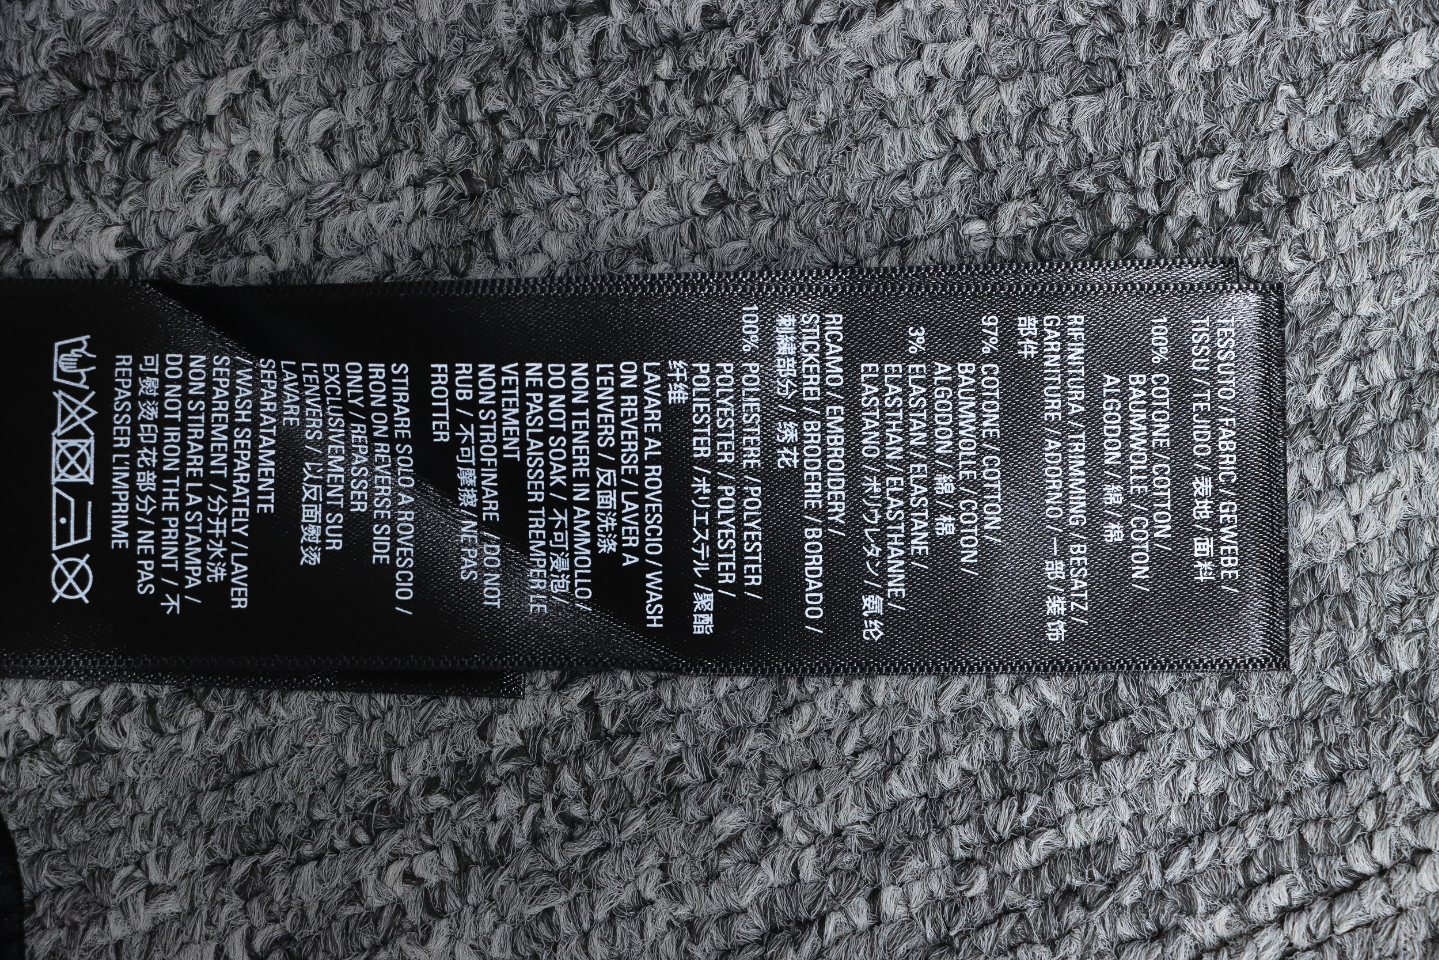 TESSUTO / FABRIC / GEWEBE /
TISSU / TEJIDO / 表地 / 面料
100% COTONE / COTTON /
BAUMWOLLE / COTON /
ALGODON / 綿 / 棉
RIFINITURA / TRIMMING / BESATZ /
GARNITURE / ADORNO / 一部 装饰
部件
97% COTONE / COTTON /
BAUMWOLLE / COTON /
ALGODON / 綿 / 棉
3% ELASTAN / ELASTANE /
ELASTHAN / ELASTHANNE /
ELASTANO / ポリウレタン / 氨纶
RICAMO / EMBROIDERY /
STICKEREI / BRODERIE / BORDADO /
刺繍部分 / 绣花
100% POLIESTERE / POLYESTER /
POLYESTER / POLYESTER /
POLIESTER / ポリエステル / 聚酯
纤维
LAVARE AL ROVESCIO / WASH
ON REVERSE / LAVER A
L'ENVERS / 反面洗涤
NON TENERE IN AMMOLLO /
DO NOT SOAK / 不可浸泡 /
NE PAS LAISSER TREMPER LE
VETEMENT
NON STROFINARE / DO NOT
RUB / 不可摩擦 / NE PAS
FROTTER
STIRARE SOLO A ROVESCIO /
IRON ON REVERSE SIDE
ONLY / REPASSER
EXCLUSIVEMENT SUR
L'ENVERS / 以反面熨烫
LAVARE
SEPARATAMENTE
/ WASH SEPARATELY / LAVER
SEPAREMENT / 分开水洗
NON STIRARE LA STAMPA /
DO NOT IRON THE PRINT / 不
可熨烫印花部分 / NE PAS
REPASSER L'IMPRIME